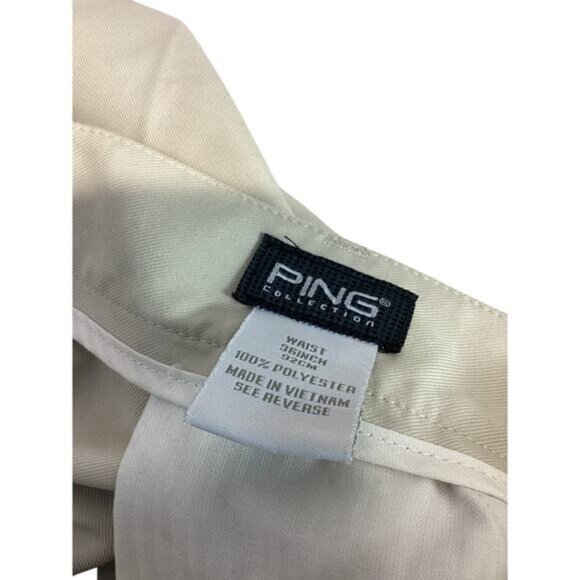 PING®
COLLECTION
WAIST
36INCH
92CM
100% POLYESTER
MADE IN VIETNAM
SEE REVERSE